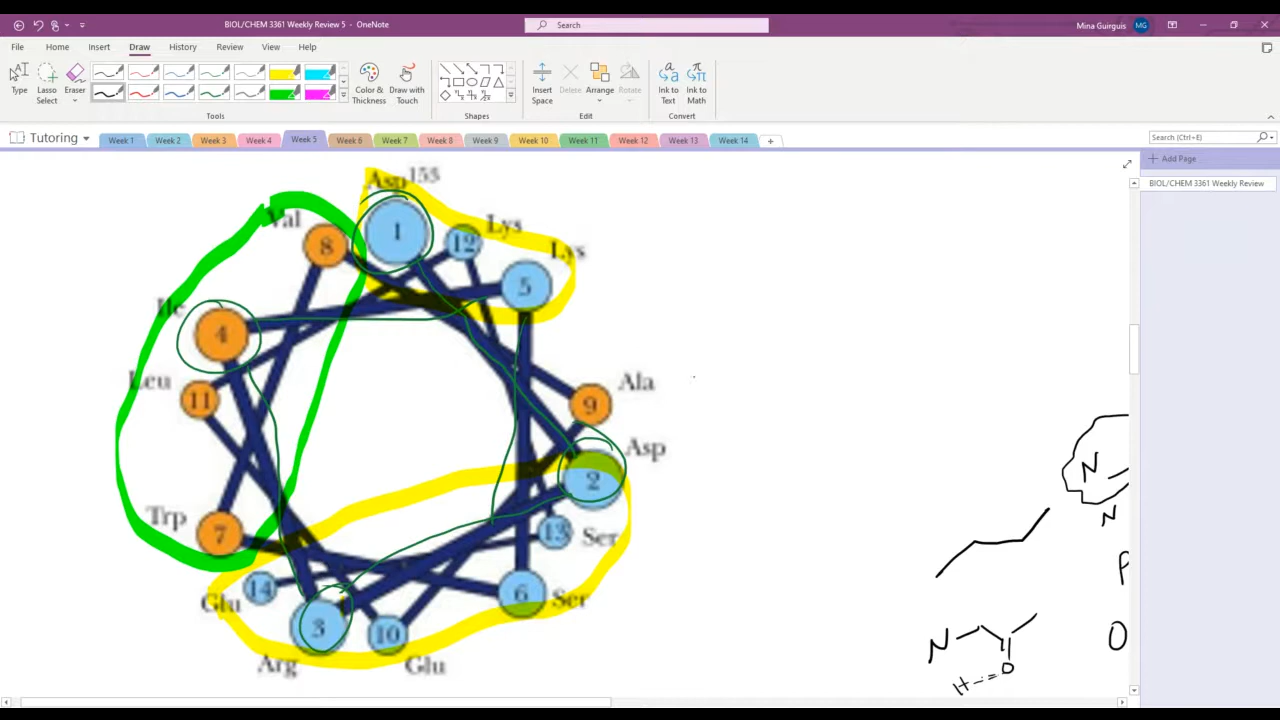 BIOL/CHEM 3361 Weekly Review 5 - OneNote
Search
Mina Guirguis
MG
File Home Insert Draw History Review View Help
Type
Lasso Select
Eraser
Color & Thickness
Draw with Touch
Insert Space
Delete
Arrange
Rotate
Ink to Text
Ink to Math
Tools
Shapes
Edit
Convert
Tutoring
Week 1 Week 2 Week 3 Week 4 Week 5 Week 6 Week 7 Week 8 Week 9 Week 10 Week 11 Week 12 Week 13 Week 14
Search (Ctrl+E)
Add Page
BIOL/CHEM 3361 Weekly Review
Asp155
1
Val
8
Lys
12
Lys
5
Ile
4
Leu
11
Ala
9
Asp
2
Trp
7
Ser
13
Glu
14
Ser
6
Arg
3
Glu
10
N
N
P
N
O
H
O